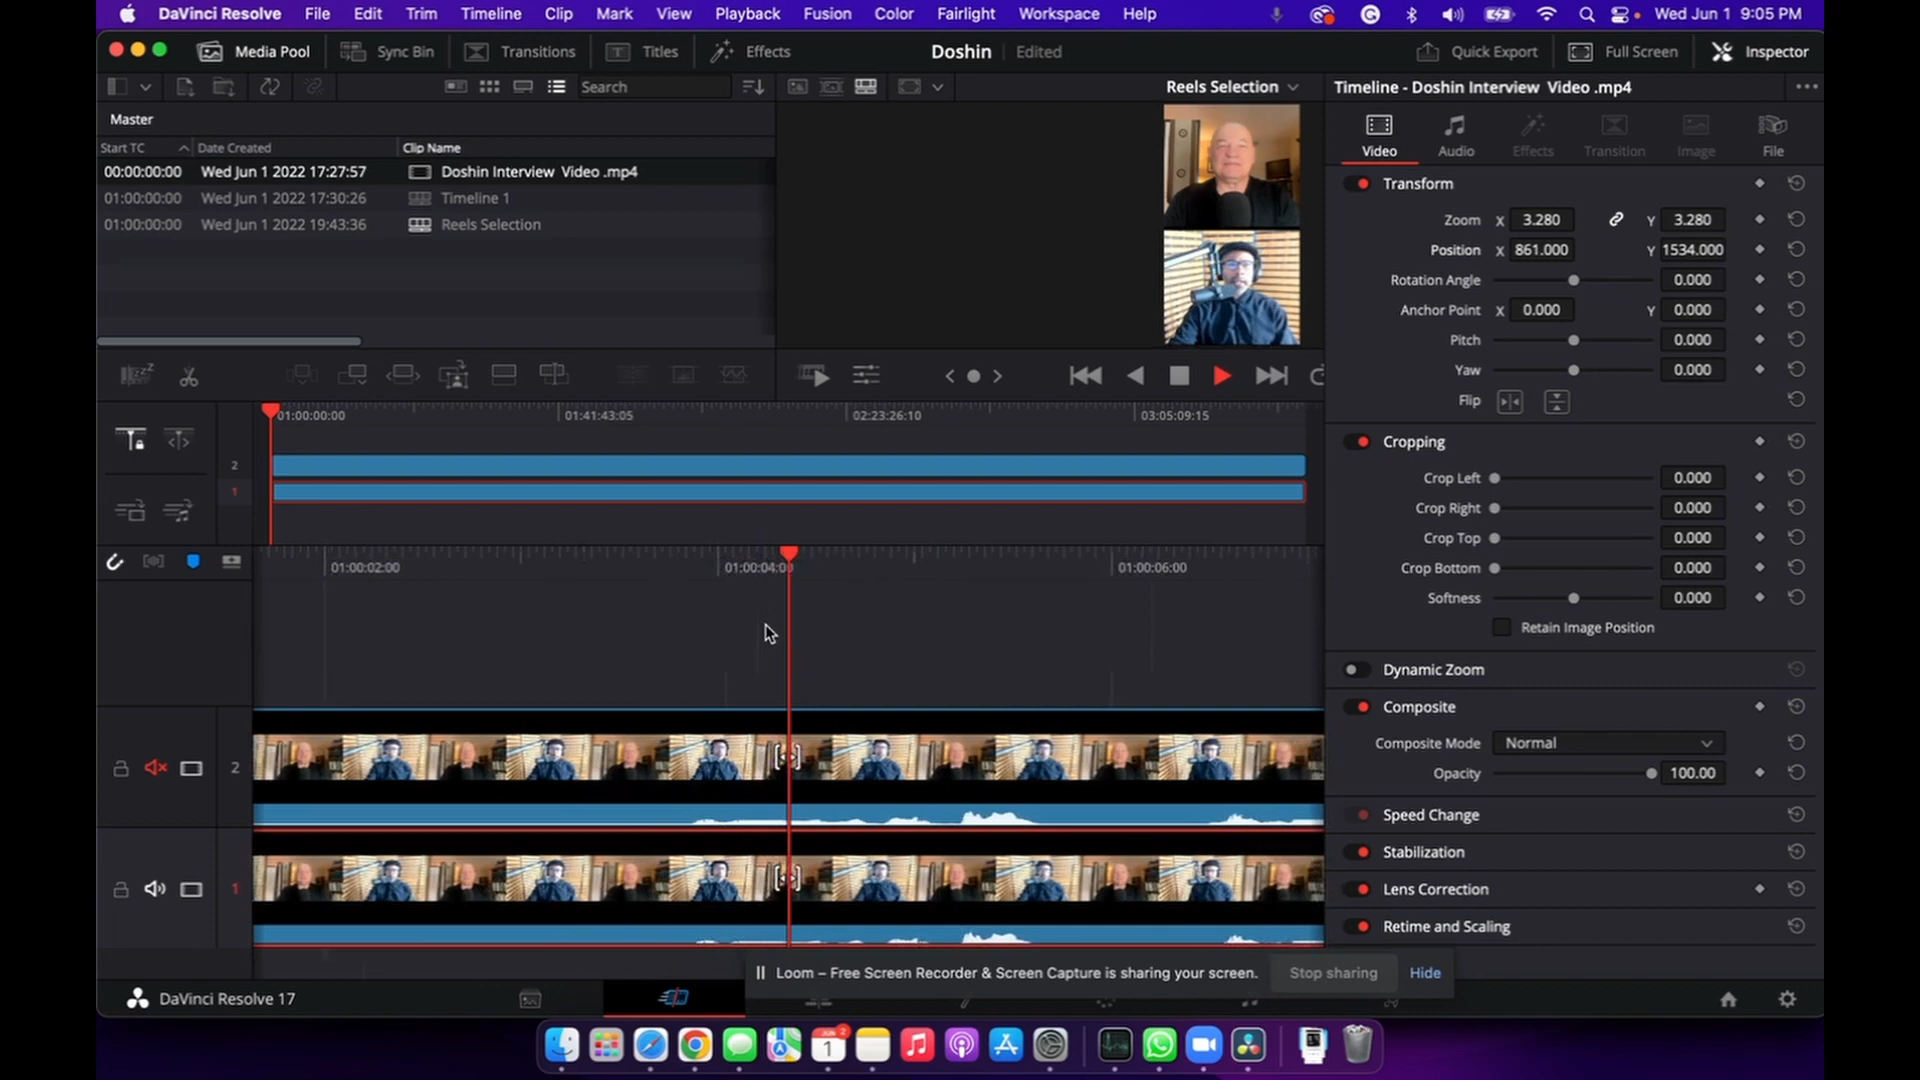 DaVinci Resolve File Edit Trim Timeline Clip Mark View Playback Fusion Color Fairlight Workspace Help Wed Jun 1 9:05 PM
Media Pool Sync Bin Transitions Titles Effects Doshin Edited Quick Export Full Screen Inspector
Search Reels Selection Timeline - Doshin Interview Video .mp4
Master
Video Audio Effects Transition Image File
Start TC Date Created Clip Name
00:00:00:00 Wed Jun 1 2022 17:27:57 Doshin Interview Video .mp4
01:00:00:00 Wed Jun 1 2022 17:30:26 Timeline 1
01:00:00:00 Wed Jun 1 2022 19:43:36 Reels Selection
Transform
Zoom X 3.280 Y 3.280
Position X 861.000 Y 1534.000
Rotation Angle 0.000
Anchor Point X 0.000 Y 0.000
Pitch 0.000
Yaw 0.000
Flip
01:00:00:00 01:41:43:05 02:23:26:10 03:05:09:15
2
1
Cropping
Crop Left 0.000
Crop Right 0.000
Crop Top 0.000
Crop Bottom 0.000
Softness 0.000
Retain Image Position
01:00:02:00 01:00:04:00 01:00:06:00
Dynamic Zoom
Composite
Composite Mode Normal
Opacity 100.00
Speed Change
Stabilization
Lens Correction
Retime and Scaling
2
1
Loom – Free Screen Recorder & Screen Capture is sharing your screen. Stop sharing Hide
DaVinci Resolve 17
JUN 2
1